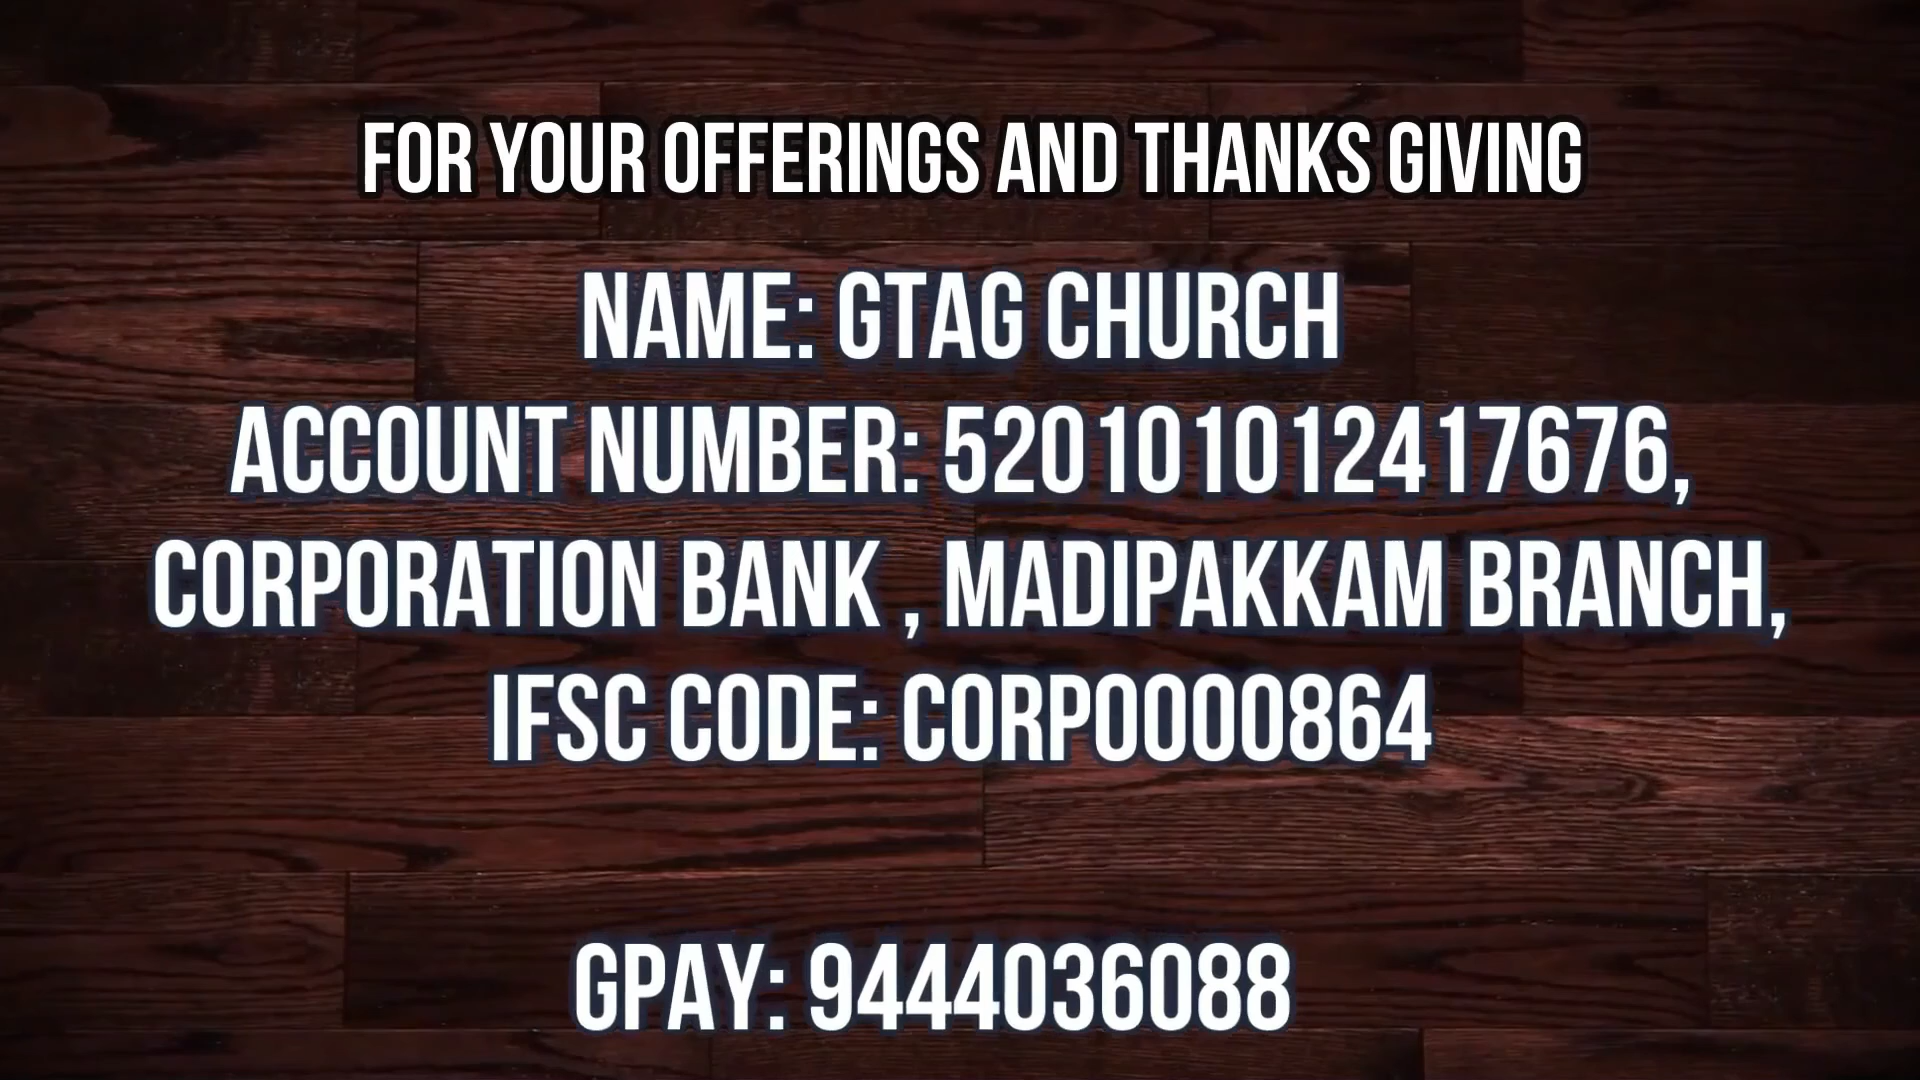 FOR YOUR OFFERINGS AND THANKS GIVING
NAME: GTAG CHURCH
ACCOUNT NUMBER: 520101012417676,
CORPORATION BANK , MADIPAKKAM BRANCH,
IFSC CODE: CORP0000864
GPAY: 9444036088